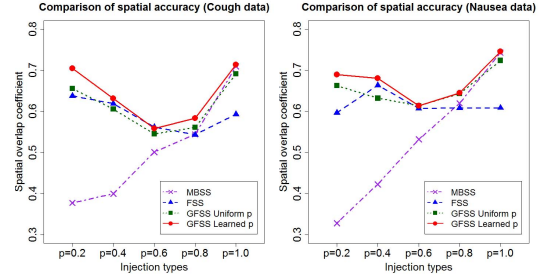 Comparison of spatial accuracy (Cough data)
Spatial overlap coefficient
0.8
0.7
0.6
0.5
0.4
0.3
MBSS
FSS
GFSS Uniform p
GFSS Learned p
p=0.2 p=0.4 p=0.6 p=0.8 p=1.0
Injection types
Comparison of spatial accuracy (Nausea data)
Spatial overlap coefficient
0.8
0.7
0.6
0.5
0.4
0.3
MBSS
FSS
GFSS Uniform p
GFSS Learned p
p=0.2 p=0.4 p=0.6 p=0.8 p=1.0
Injection types